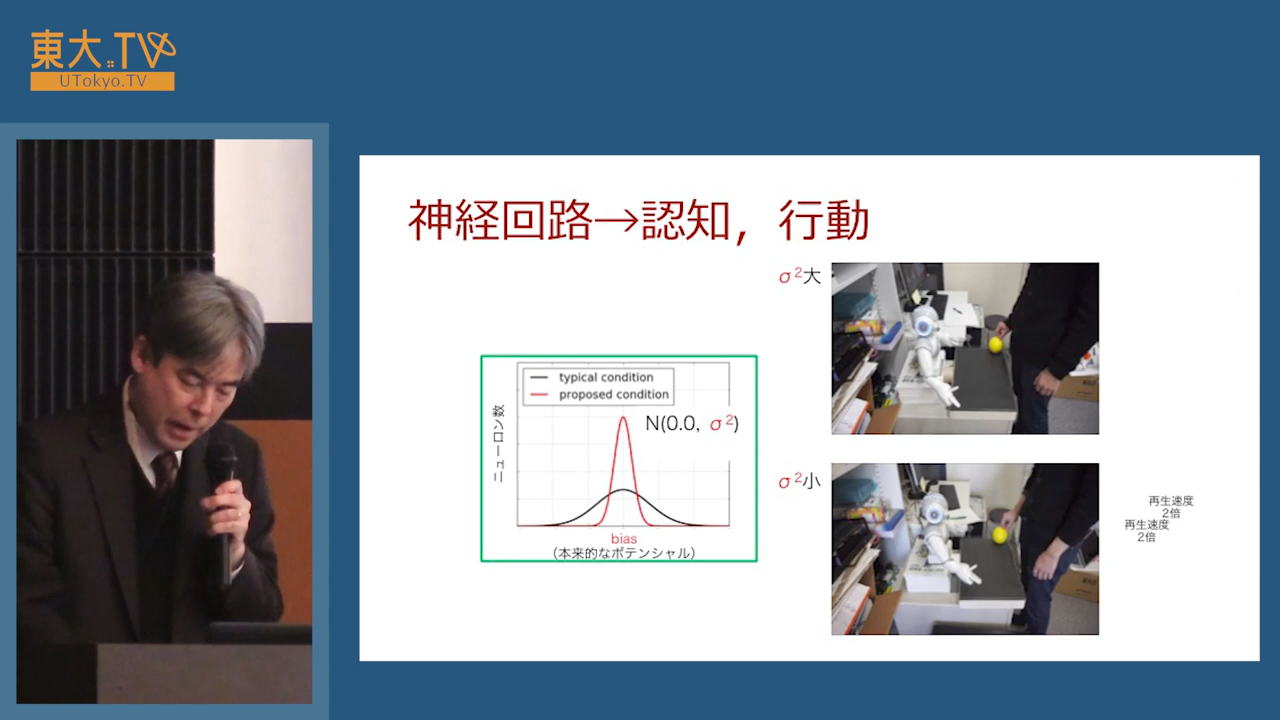 東大.TV
UTokyo.TV
神経回路→認知，行動
σ²大
typical condition
proposed condition
N(0.0, σ²)
ニューロン数
bias
（本来的なポテンシャル）
σ²小
再生速度
2倍
再生速度
2倍